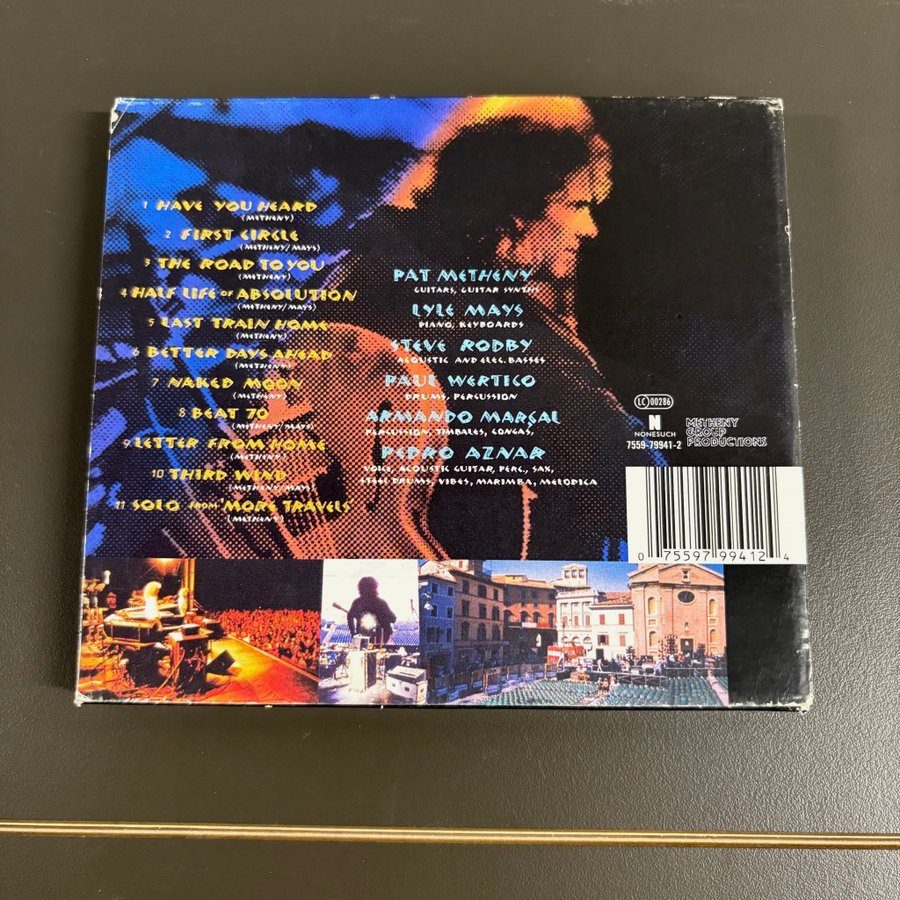 1 HAVE YOU HEARD
(METHENY)
2 FIRST CIRCLE
(METHENY/MAYS)
3 THE ROAD TO YOU
(METHENY)
4 HALF LIFE OF ABSOLUTION
(METHENY/MAYS)
5 LAST TRAIN HOME
(METHENY)
6 BETTER DAYS AHEAD
(METHENY)
7 NAKED MOON
(METHENY)
8 BEAT 70
(METHENY/MAYS)
9 LETTER FROM HOME
(METHENY)
10 THIRD WIND
(METHENY/MAYS)
11 SOLO FROM "MORE TRAVELS"
(METHENY)
PAT METHENY
GUITARS, GUITAR SYNTHS
LYLE MAYS
PIANO, KEYBOARDS
STEVE RODBY
ACOUSTIC AND ELEC. BASSES
PAUL WERTICO
DRUMS, PERCUSSION
ARMANDO MARÇAL
PERCUSSION, TIMBALES, CONGAS,
PEDRO AZNAR
VOICE, ACOUSTIC GUITAR, PERC., SAX,
STEEL DRUMS, VIBES, MARIMBA, MELODICA
LC 00286
N
NONESUCH
7559-79941-2
METHENY
GROUP
PRODUCTIONS
0 75597 99412 4